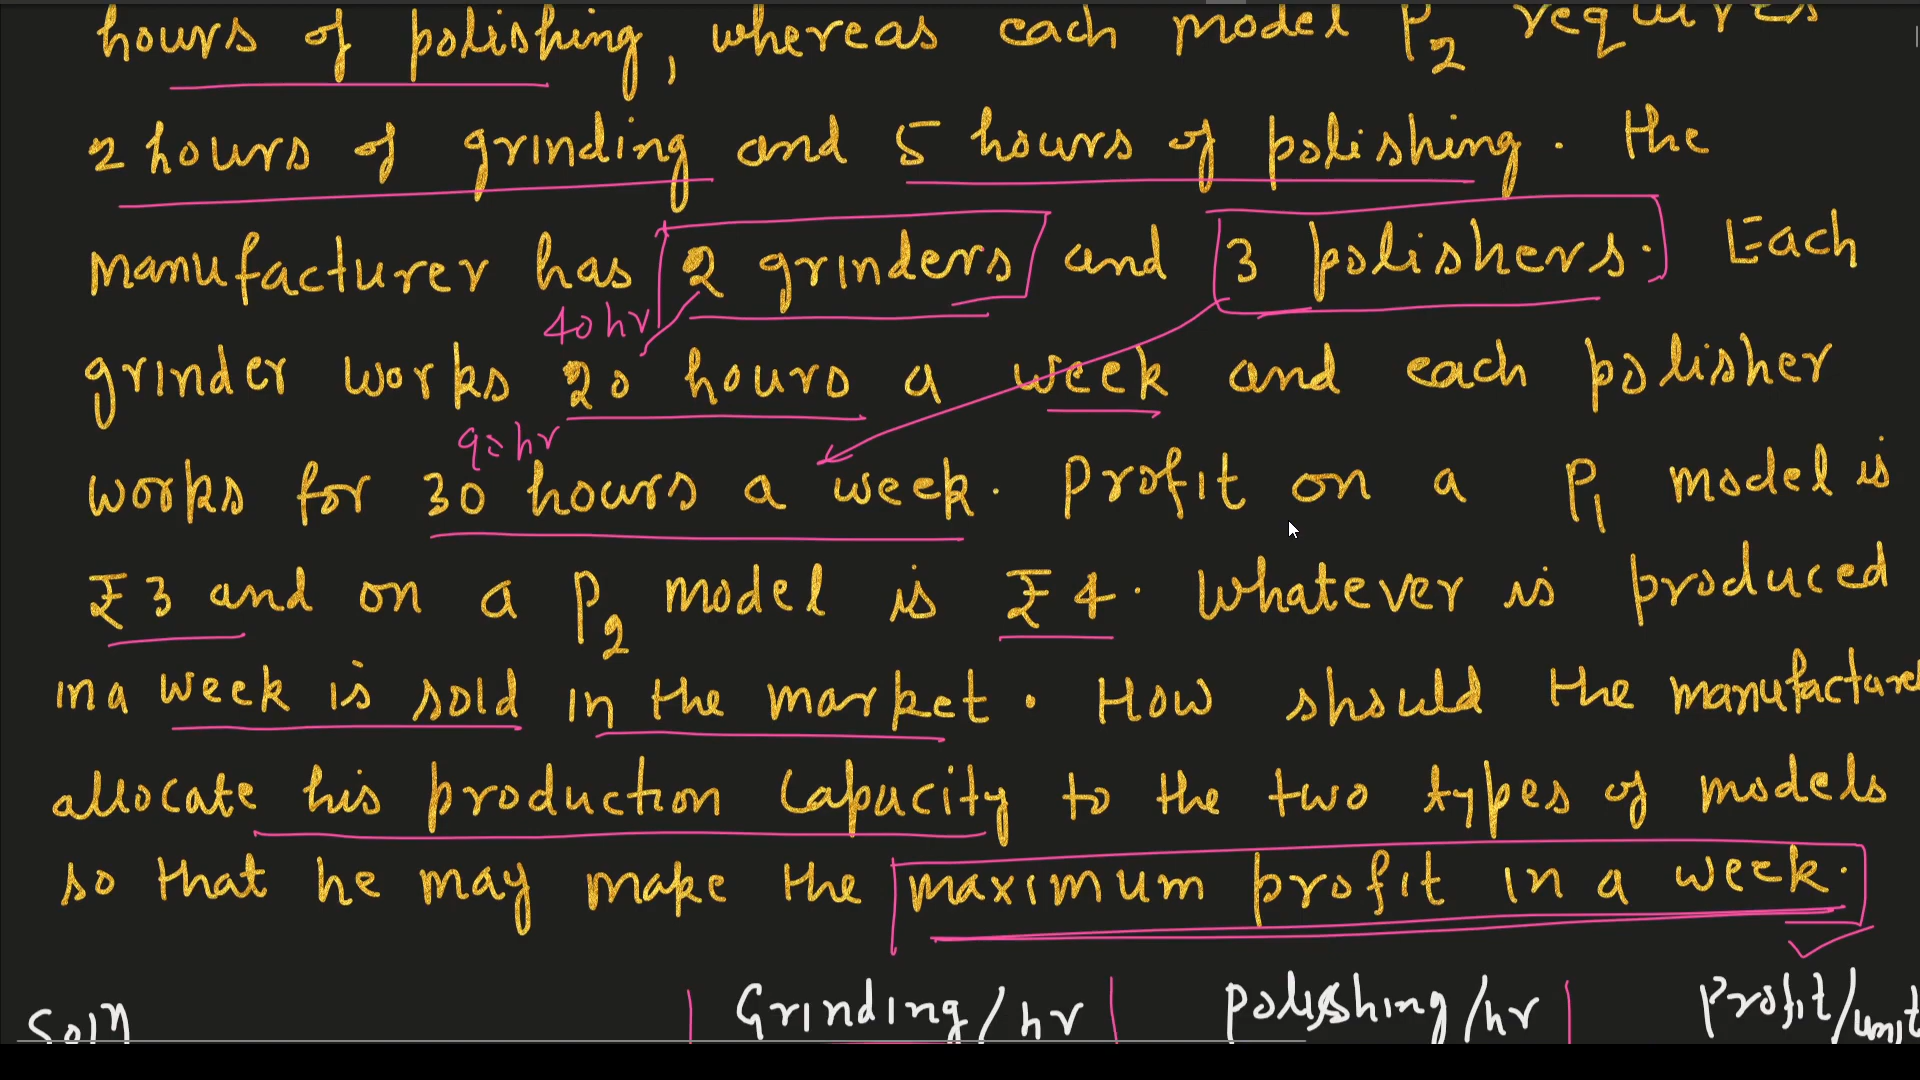 hours of polishing, whereas each model P2 requires
2 hours of grinding and 5 hours of polishing. The
manufacturer has 2 grinders and 3 polishers. Each
40 hr
grinder works 20 hours a week and each polisher
90 hr
works for 30 hours a week. Profit on a P1 model is
₹3 and on a P2 model is ₹4. Whatever is produced
in a week is sold in the market. How should the manufacturer
allocate his production capacity to the two types of models
so that he may make the maximum profit in a week.
Soln Grinding/hr Polishing/hr Profit/unit